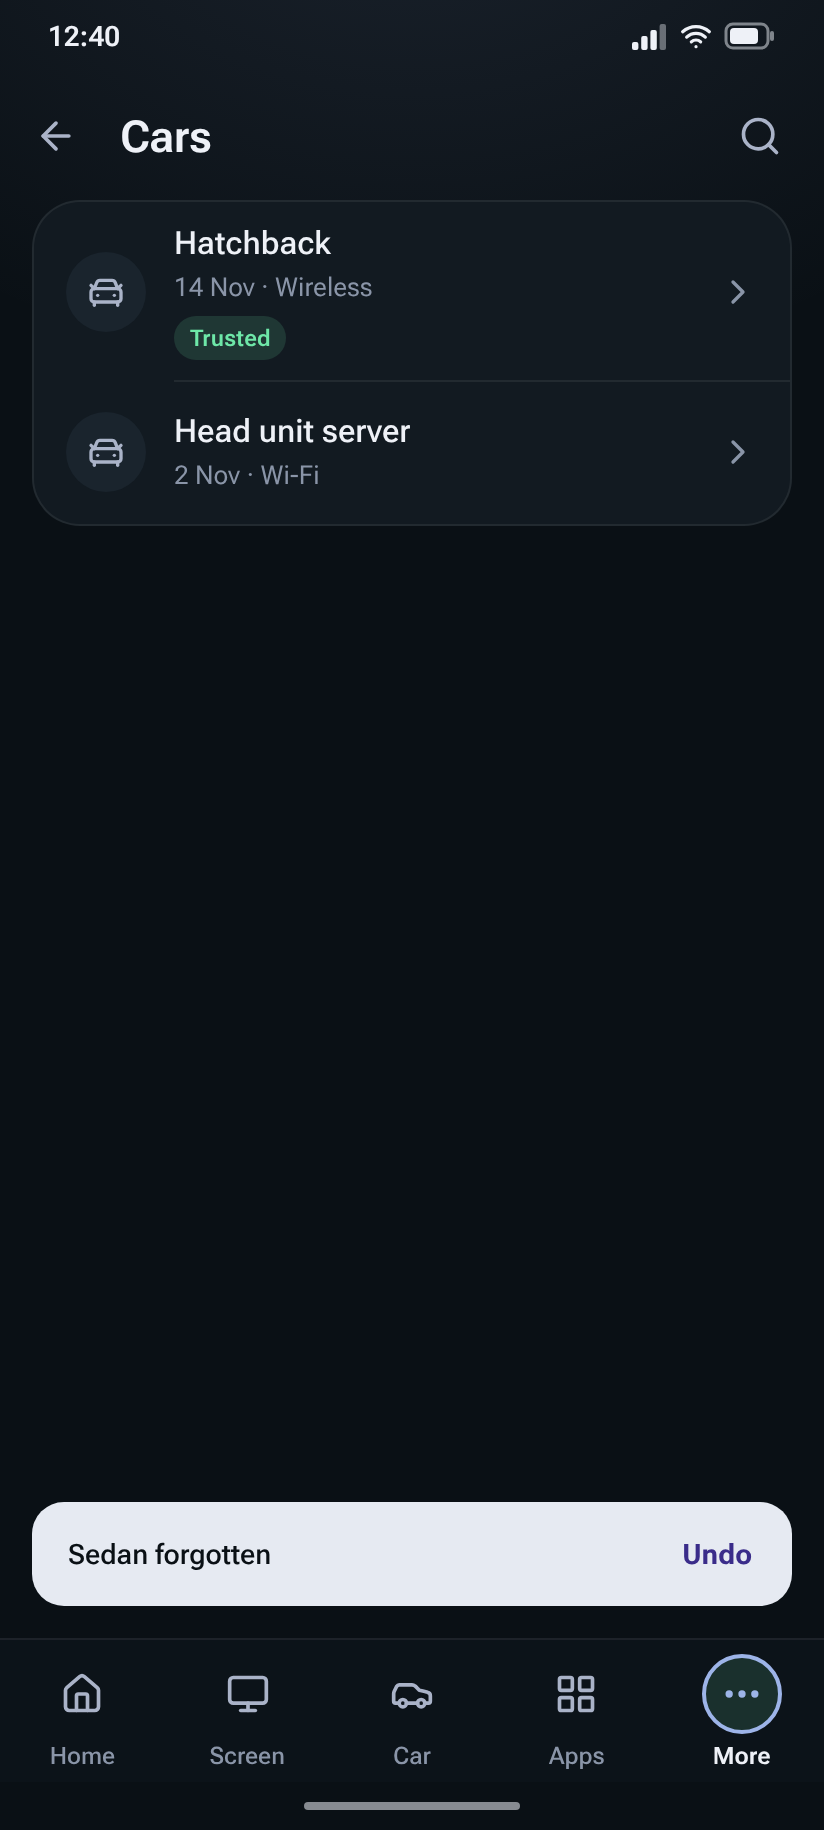 12:40
Cars
Hatchback
14 Nov · Wireless
Trusted
Head unit server
2 Nov · Wi-Fi
Sedan forgotten
Undo
Home
Screen
Car
Apps
More